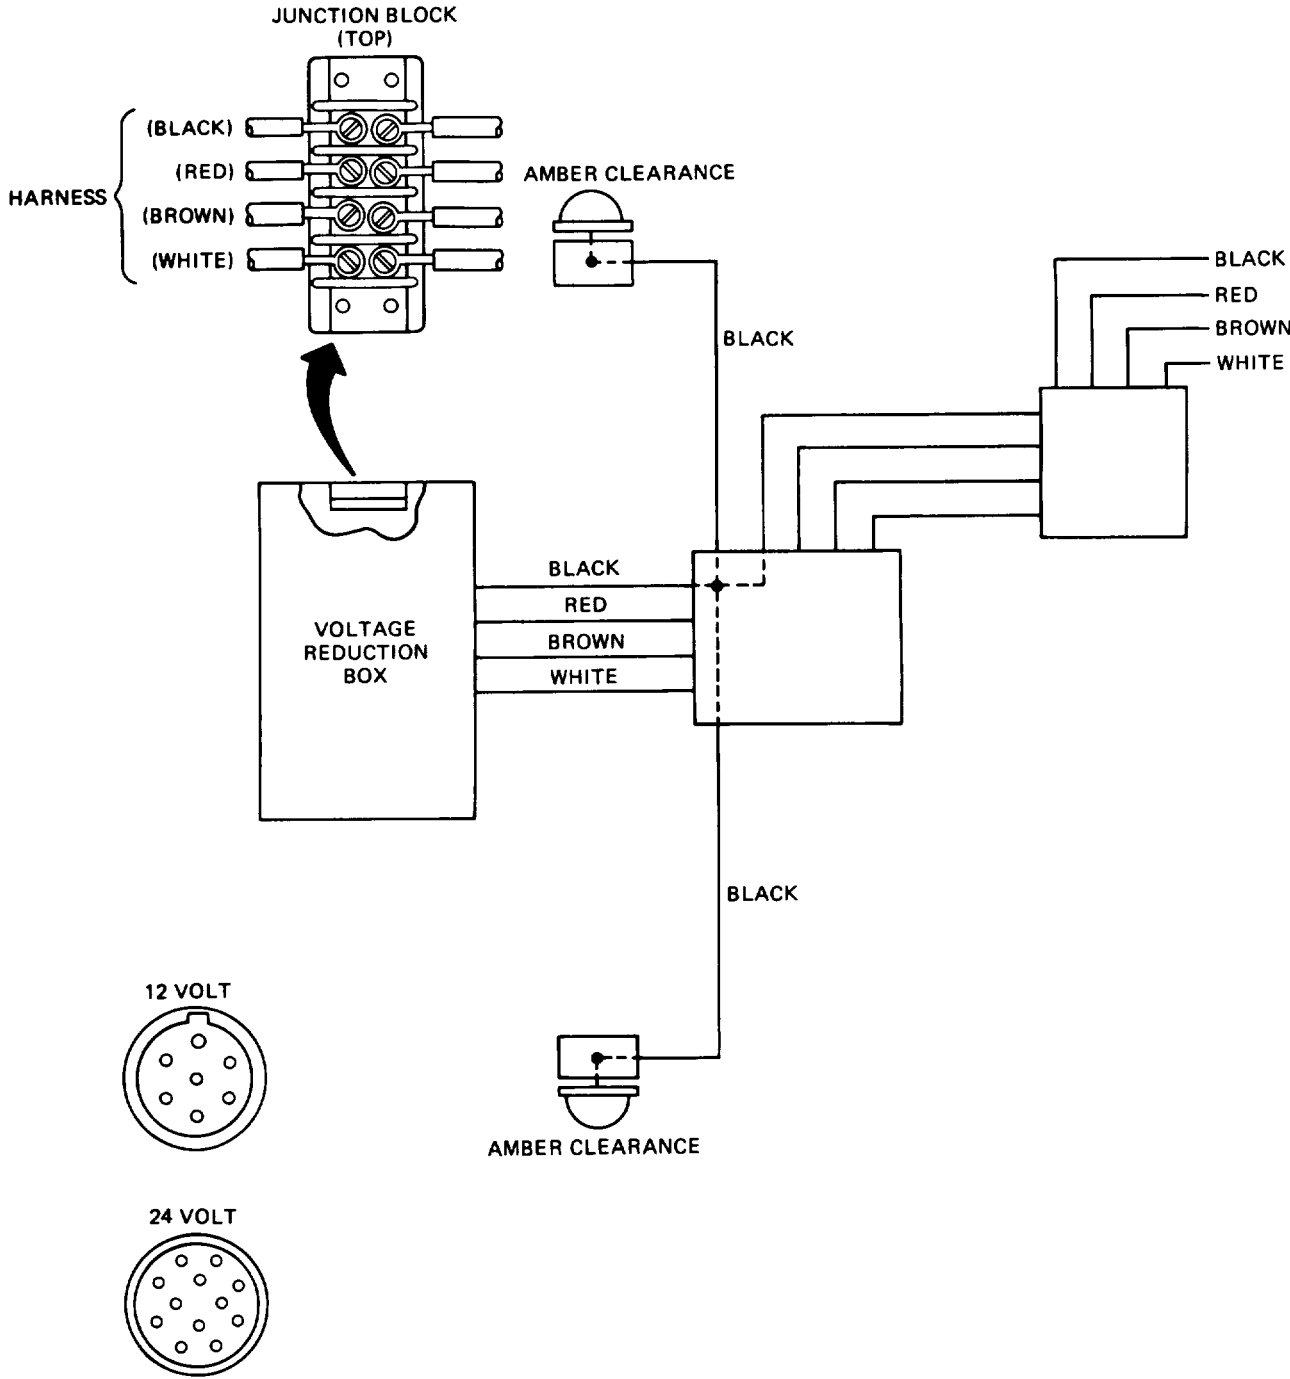 JUNCTION BLOCK
(TOP)
HARNESS
(BLACK)
(RED)
(BROWN)
(WHITE)
AMBER CLEARANCE
BLACK
BLACK
RED
BROWN
WHITE
VOLTAGE
REDUCTION
BOX
BLACK
RED
BROWN
WHITE
BLACK
12 VOLT
AMBER CLEARANCE
24 VOLT